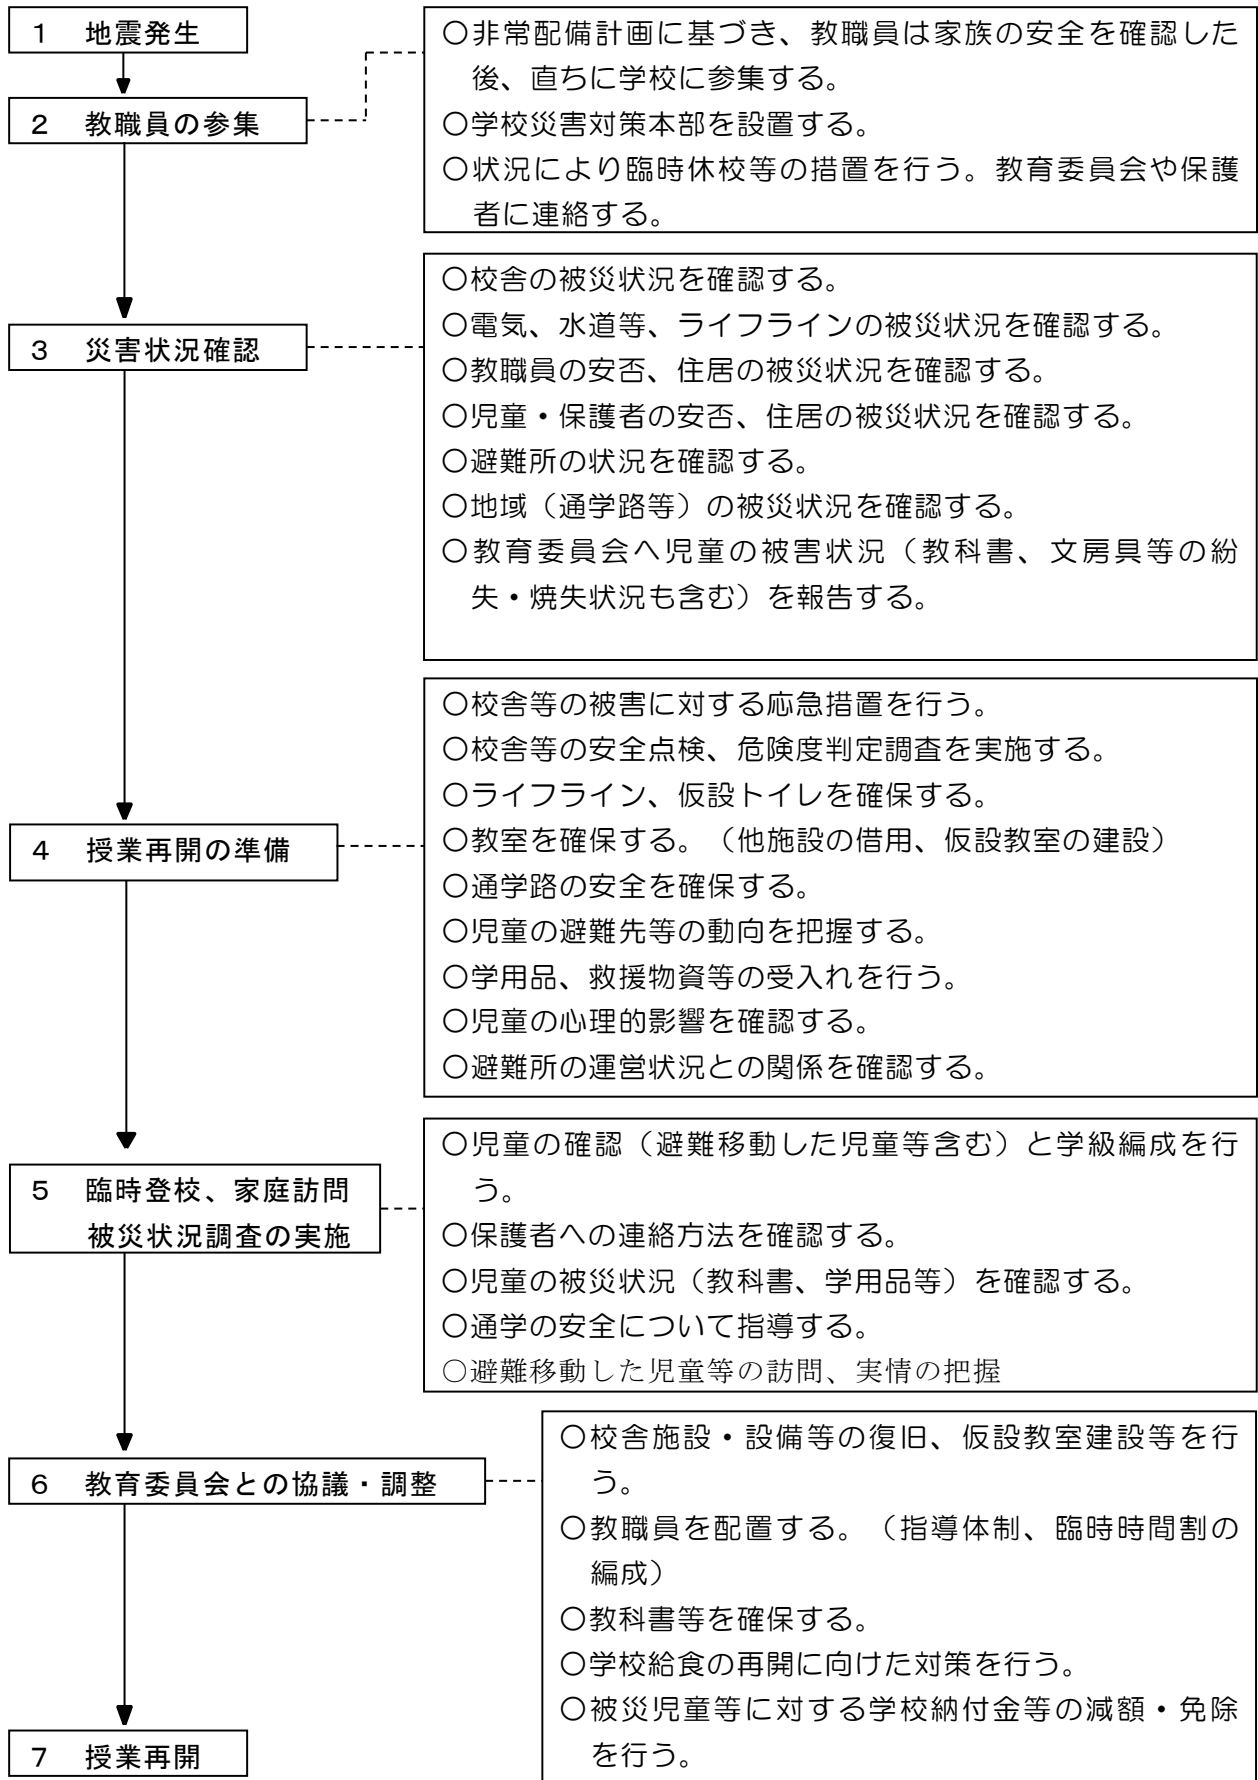 １　地震発生
２　教職員の参集
○非常配備計画に基づき、教職員は家族の安全を確認した
後、直ちに学校に参集する。
○学校災害対策本部を設置する。
○状況により臨時休校等の措置を行う。教育委員会や保護
者に連絡する。
３　災害状況確認
○校舎の被災状況を確認する。
○電気、水道等、ライフラインの被災状況を確認する。
○教職員の安否、住居の被災状況を確認する。
○児童・保護者の安否、住居の被災状況を確認する。
○避難所の状況を確認する。
○地域（通学路等）の被災状況を確認する。
○教育委員会へ児童の被害状況（教科書、文房具等の紛
失・焼失状況も含む）を報告する。
４　授業再開の準備
○校舎等の被害に対する応急措置を行う。
○校舎等の安全点検、危険度判定調査を実施する。
○ライフライン、仮設トイレを確保する。
○教室を確保する。（他施設の借用、仮設教室の建設）
○通学路の安全を確保する。
○児童の避難先等の動向を把握する。
○学用品、救援物資等の受入れを行う。
○児童の心理的影響を確認する。
○避難所の運営状況との関係を確認する。
５　臨時登校、家庭訪問
被災状況調査の実施
○児童の確認（避難移動した児童等含む）と学級編成を行
う。
○保護者への連絡方法を確認する。
○児童の被災状況（教科書、学用品等）を確認する。
○通学の安全について指導する。
○避難移動した児童等の訪問、実情の把握
６　教育委員会との協議・調整
○校舎施設・設備等の復旧、仮設教室建設等を行
う。
○教職員を配置する。（指導体制、臨時時間割の
編成）
○教科書等を確保する。
○学校給食の再開に向けた対策を行う。
○被災児童等に対する学校納付金等の減額・免除
を行う。
７　授業再開